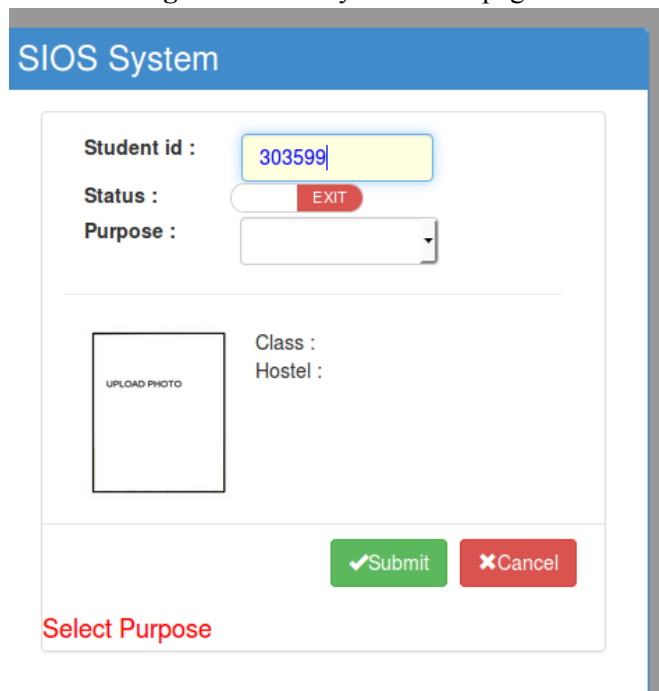 SIOS System
Student id :
303599
Status :
EXIT
Purpose :
UPLOAD PHOTO
Class :
Hostel :
Submit
Cancel
Select Purpose